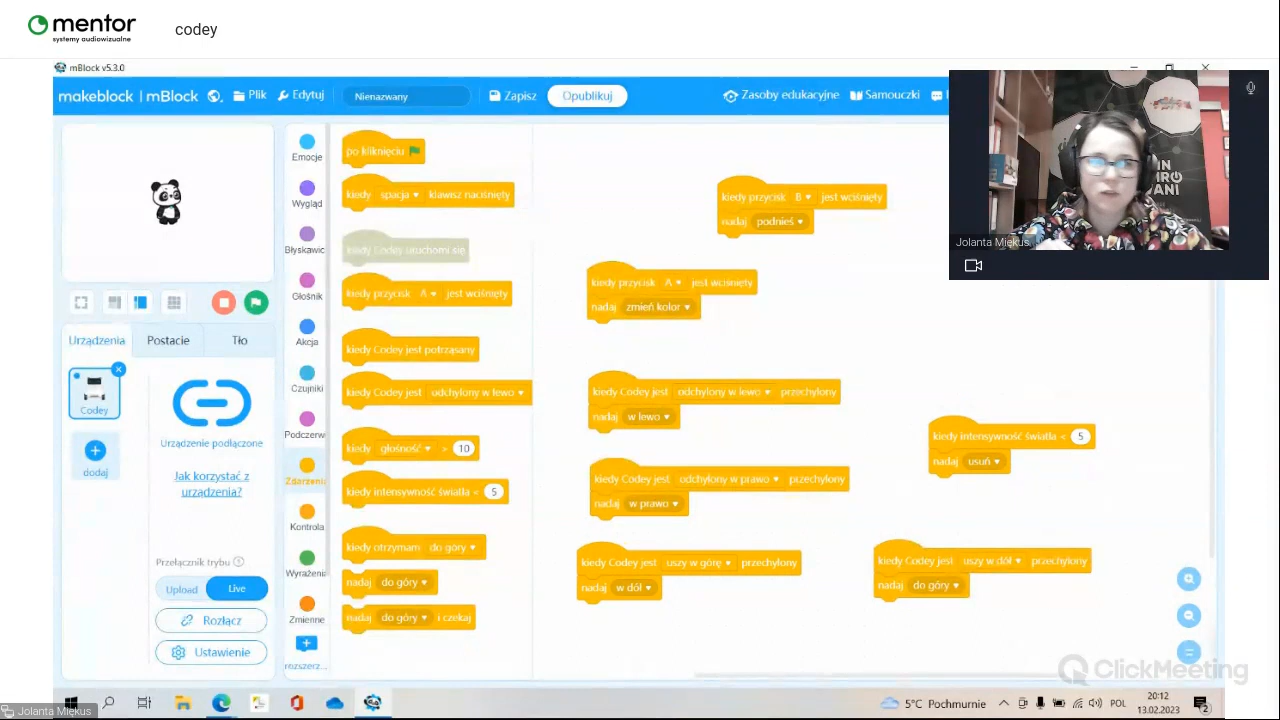 mentor
systemy audiowizualne
codey
mBlock v5.3.0
makeblock | mBlock
Plik
Edytuj
Nienazwany
Zapisz
Opublikuj
Zasoby edukacyjne
Samouczki
Jolanta Miękus
Emocje
Wygląd
Błyskawic
Głośnik
Akcja
Czujniki
Podczerw
Zdarzenia
Kontrola
Wyrażenia
Zmienne
rozszerz...
po kliknięciu
kiedy spacja klawisz naciśnięty
kiedy Codey uruchomi się
kiedy przycisk A jest wciśnięty
kiedy Codey jest potrząsany
kiedy Codey jest odchylony w lewo
kiedy głośność > 10
kiedy intensywność światła < 5
kiedy otrzymam do góry
nadaj do góry
nadaj do góry i czekaj
kiedy przycisk B jest wciśnięty
nadaj podnieś
kiedy przycisk A jest wciśnięty
nadaj zmień kolor
kiedy Codey jest odchylony w lewo przechylony
nadaj w lewo
kiedy intensywność światła < 5
nadaj usuń
kiedy Codey jest odchylony w prawo przechylony
nadaj w prawo
kiedy Codey jest uszy w górę przechylony
nadaj w dół
kiedy Codey jest uszy w dół przechylony
nadaj do góry
Urządzenia
Postacie
Tło
Codey
dodaj
Urządzenie podłączone
Jak korzystać z
urządzenia?
Przełącznik trybu
Upload
Live
Rozłącz
Ustawienie
ClickMeeting
Jolanta Miękus
5°C Pochmurnie
POL
20:12
13.02.2023
2